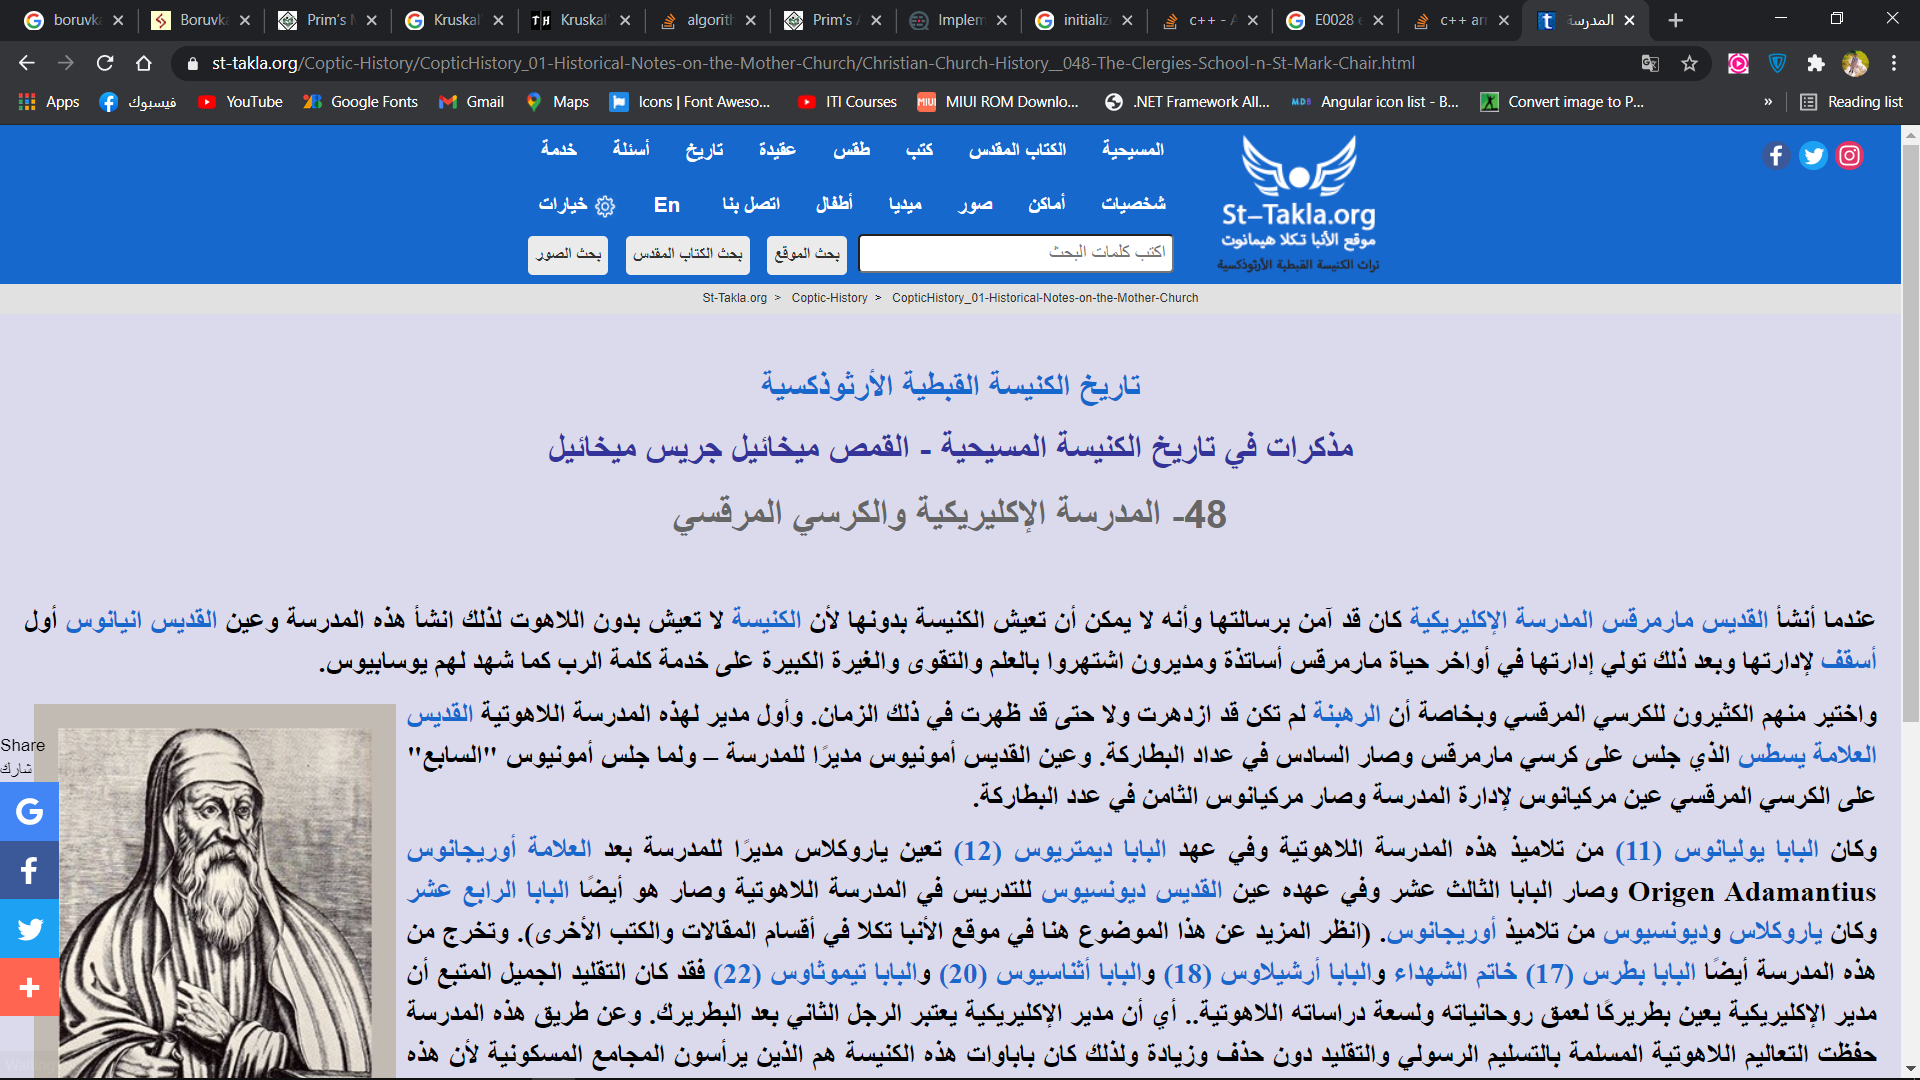 boruvka
Boruvka
Prim's M
Kruskal'
Kruskal'
algorith
Prim's A
Implem
initialize
c++ - A
E0028 e
c++ arr
المدرسة
st-takla.org/Coptic-History/CopticHistory_01-Historical-Notes-on-the-Mother-Church/Christian-Church-History__048-The-Clergies-School-n-St-Mark-Chair.html
Apps
فيسبوك
YouTube
Google Fonts
Gmail
Maps
Icons | Font Aweso...
ITI Courses
MIUI ROM Downlo...
.NET Framework All...
Angular icon list - B...
Convert image to P...
»
Reading list
المسيحية الكتاب المقدس كتب طقس عقيدة تاريخ أسئلة خدمة
شخصيات أماكن صور ميديا أطفال اتصل بنا En خيارات
St-Takla.org
موقع الأنبا تكلا هيمانوت
تراث الكنيسة القبطية الأرثوذكسية
اكتب كلمات البحث
بحث الموقع
بحث الكتاب المقدس
بحث الصور
St-Takla.org > Coptic-History > CopticHistory_01-Historical-Notes-on-the-Mother-Church
تاريخ الكنيسة القبطية الأرثوذكسية
مذكرات في تاريخ الكنيسة المسيحية - القمص ميخائيل جريس ميخائيل
48- المدرسة الإكليريكية والكرسي المرقسي
عندما أنشأ القديس مارمرقس المدرسة الإكليريكية كان قد آمن برسالتها وأنه لا يمكن أن تعيش الكنيسة بدونها لأن الكنيسة لا تعيش بدون اللاهوت لذلك انشأ هذه المدرسة وعين القديس انيانوس أول
أسقف لإدارتها وبعد ذلك تولي إدارتها في أواخر حياة مارمرقس أساتذة ومديرون اشتهروا بالعلم والتقوى والغيرة الكبيرة على خدمة كلمة الرب كما شهد لهم يوسابيوس.
واختير منهم الكثيرون للكرسي المرقسي وبخاصة أن الرهبنة لم تكن قد ازدهرت ولا حتى قد ظهرت في ذلك الزمان. وأول مدير لهذه المدرسة اللاهوتية القديس
العلامة يسطس الذي جلس على كرسي مارمرقس وصار السادس في عداد البطاركة. وعين القديس أمونيوس مديرًا للمدرسة – ولما جلس أمونيوس "السابع"
على الكرسي المرقسي عين مركيانوس لإدارة المدرسة وصار مركيانوس الثامن في عدد البطاركة.
وكان البابا يوليانوس (11) من تلاميذ هذه المدرسة اللاهوتية وفي عهد البابا ديمتريوس (12) تعين ياروكلاس مديرًا للمدرسة بعد العلامة أوريجانوس
Origen Adamantius وصار البابا الثالث عشر وفي عهده عين القديس ديونسيوس للتدريس في المدرسة اللاهوتية وصار هو أيضًا البابا الرابع عشر
وكان ياروكلاس وديونسيوس من تلاميذ أوريجانوس. (انظر المزيد عن هذا الموضوع هنا في موقع الأنبا تكلا في أقسام المقالات والكتب الأخرى). وتخرج من
هذه المدرسة أيضًا البابا بطرس (17) خاتم الشهداء والبابا أرشيلاوس (18) والبابا أثناسيوس (20) والبابا تيموثاوس (22) فقد كان التقليد الجميل المتبع أن
مدير الإكليريكية يعين بطريركًا لعمق روحانياته ولسعة دراساته اللاهوتية.. أي أن مدير الإكليريكية يعتبر الرجل الثاني بعد البطريرك. وعن طريق هذه المدرسة
حفظت التعاليم اللاهوتية المسلمة بالتسليم الرسولي والتقليد دون حذف وزيادة ولذلك كان باباوات هذه الكنيسة هم الذين يرأسون المجامع المسكونية لأن هذه
Share
شارك